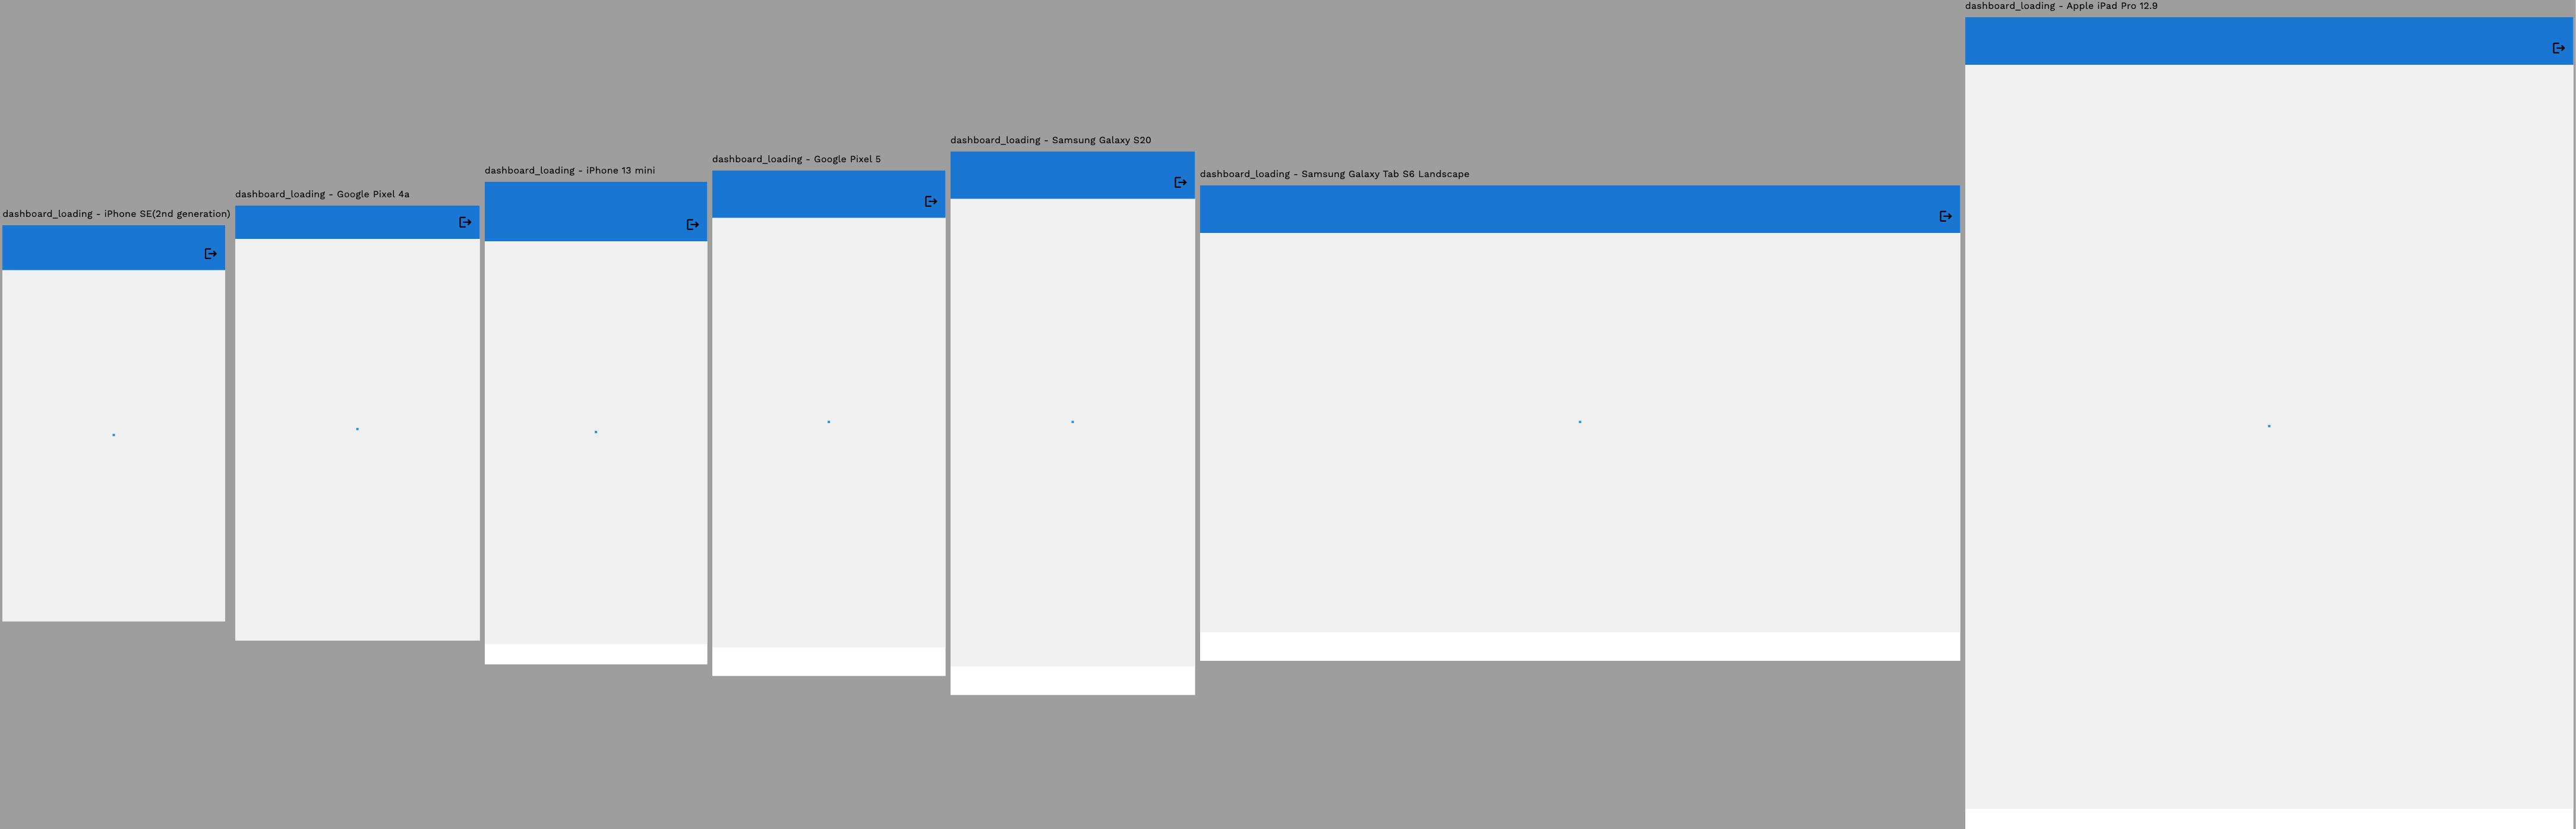 dashboard_loading - iPhone SE(2nd generation)
dashboard_loading - Google Pixel 4a
dashboard_loading - iPhone 13 mini
dashboard_loading - Google Pixel 5
dashboard_loading - Samsung Galaxy S20
dashboard_loading - Samsung Galaxy Tab S6 Landscape
dashboard_loading - Apple iPad Pro 12.9